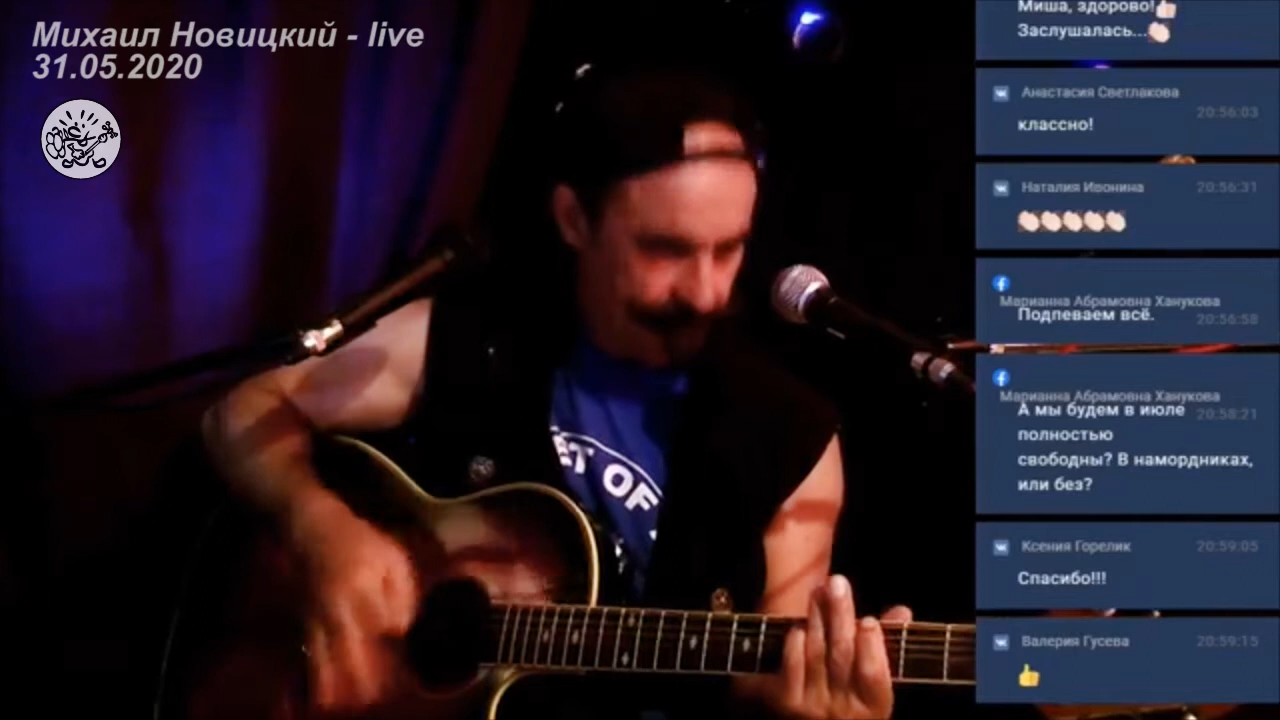 Михаил Новицкий - live
31.05.2020
Миша, здорово!
Заслушалась...
Анастасия Светлакова
20:56:03
классно!
Наталия Ивонина
20:56:31
Марианна Абрамовна Ханукова
Подпеваем всё.
20:56:58
Марианна Абрамовна Ханукова
А мы будем в июле
20:58:21
полностью
свободны? В намордниках,
или без?
Ксения Горелик
20:59:05
Спасибо!!!
Валерия Гусева
20:59:15
ET OF